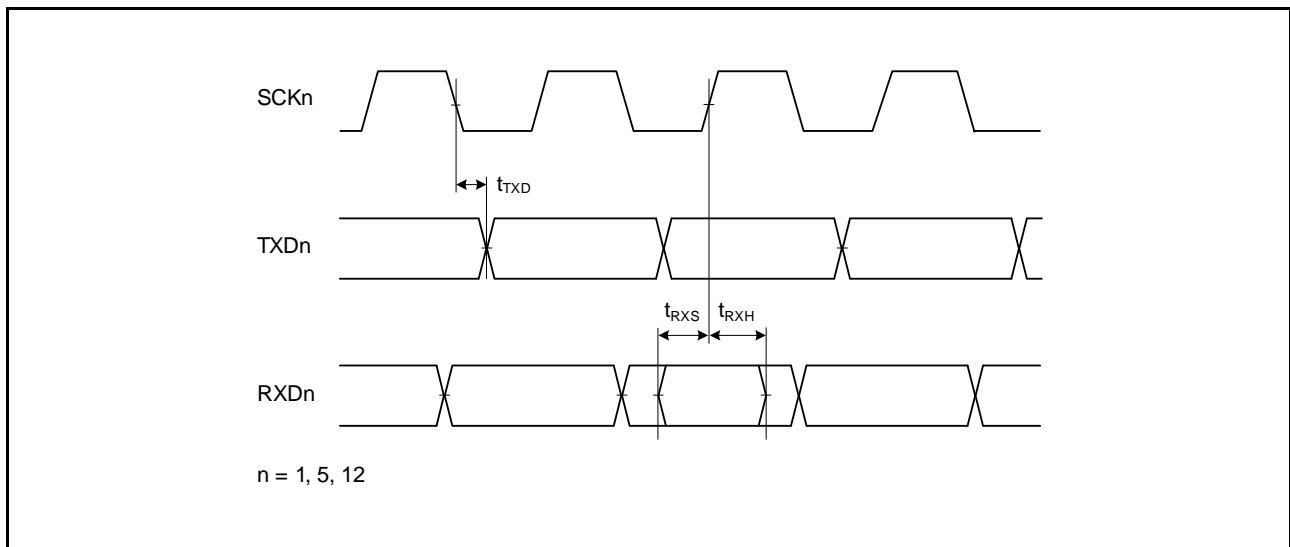 SCKn
tTXD
TXDn
tRXS tRXH
RXDn
n = 1, 5, 12